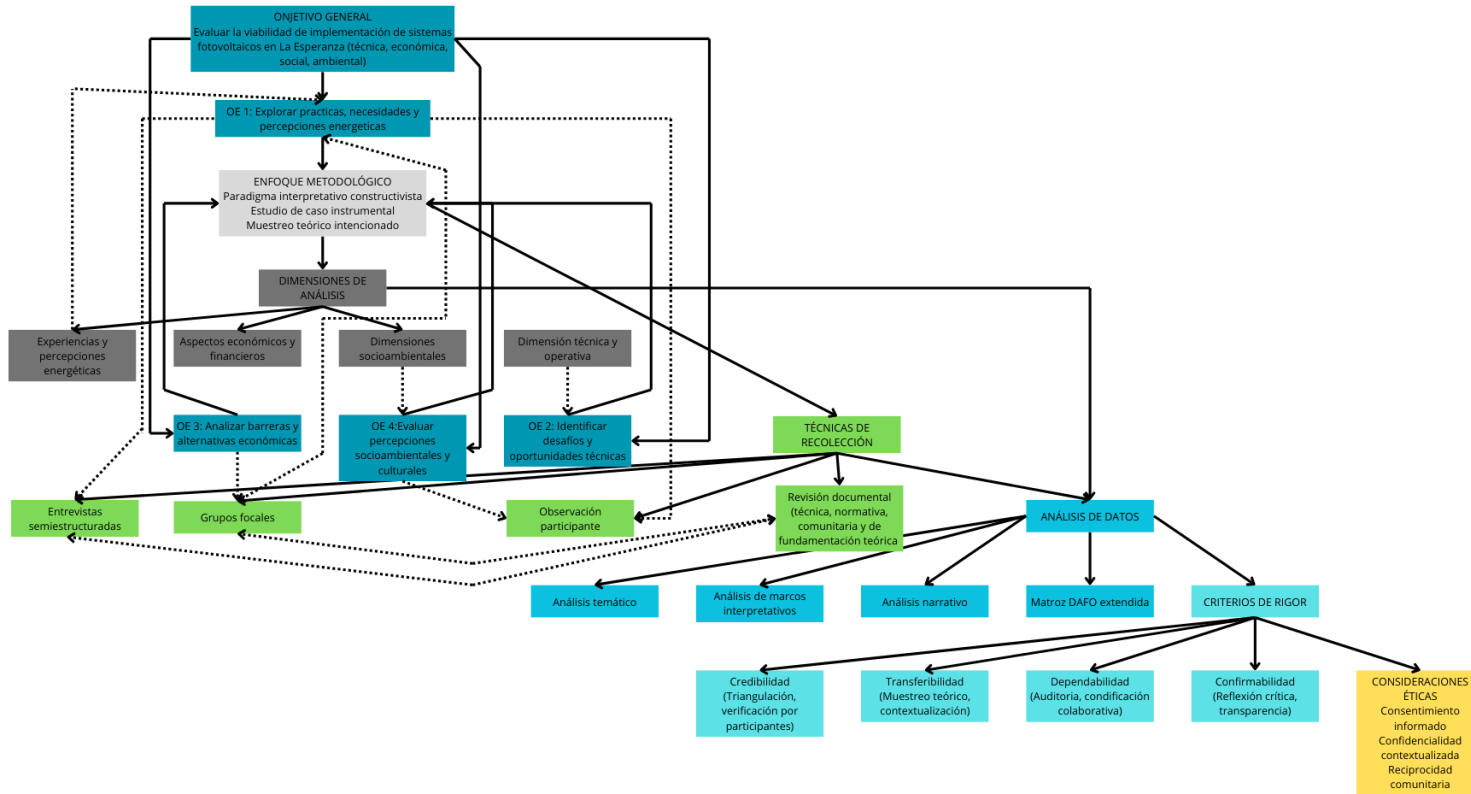 ONJETIVO GENERAL
Evaluar la viabilidad de implementación de sistemas
fotovoltaicos en La Esperanza (técnica, económica,
social, ambiental)
OE 1: Explorar practicas, necesidades y
percepciones energeticas
ENFOQUE METODOLÓGICO
Paradigma interpretativo constructivista
Estudio de caso instrumental
Muestreo teórico intencionado
DIMENSIONES DE
ANÁLISIS
Experiencias y
percepciones
energéticas
Aspectos económicos y
financieros
Dimensiones
socioambientales
Dimensión técnica y
operativa
OE 3: Analizar barreras y
alternativas económicas
OE 4:Evaluar
percepciones
socioambientales y
culturales
OE 2: Identificar
desafíos y
oportunidades técnicas
TÉCNICAS DE
RECOLECCIÓN
Entrevistas
semiestructuradas
Grupos focales
Observación
participante
Revisión documental
(técnica, normativa,
comunitaria y de
fundamentación teórica
ANÁLISIS DE DATOS
Análisis temático
Análisis de marcos
interpretativos
Análisis narrativo
Matroz DAFO extendida
CRITERIOS DE RIGOR
Credibilidad
(Triangulación,
verificación por
participantes)
Transferibilidad
(Muestreo teórico,
contextualización)
Dependabilidad
(Auditoria, condificación
colaborativa)
Confirmabilidad
(Reflexión crítica,
transparencia)
CONSIDERACIONES
ÉTICAS
Consentimiento
informado
Confidencialidad
contextualizada
Reciprocidad
comunitaria